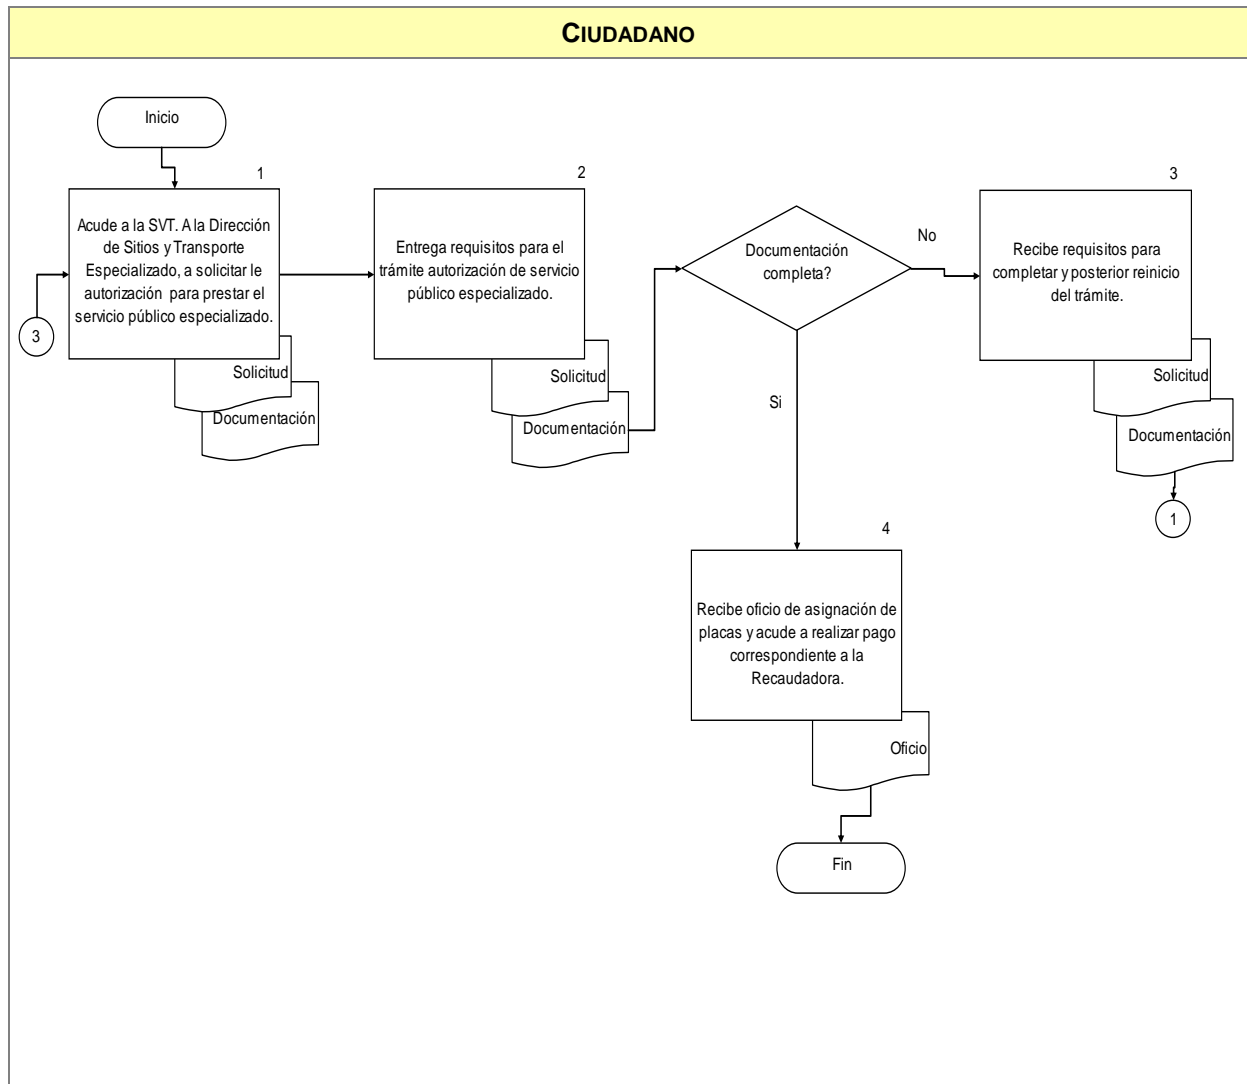 CIUDADANO
Inicio
1
Acude a la SVT. A la Dirección
de Sitios y Transporte
Especializado, a solicitar le
autorización para prestar el
servicio público especializado.
3
Solicitud
Documentación
2
Entrega requisitos para el
trámite autorización de servicio
público especializado.
Solicitud
Documentación
Documentación
completa?
No
Si
3
Recibe requisitos para
completar y posterior reinicio
del trámite.
Solicitud
Documentación
1
4
Recibe oficio de asignación de
placas y acude a realizar pago
correspondiente a la
Recaudadora.
Oficio
Fin